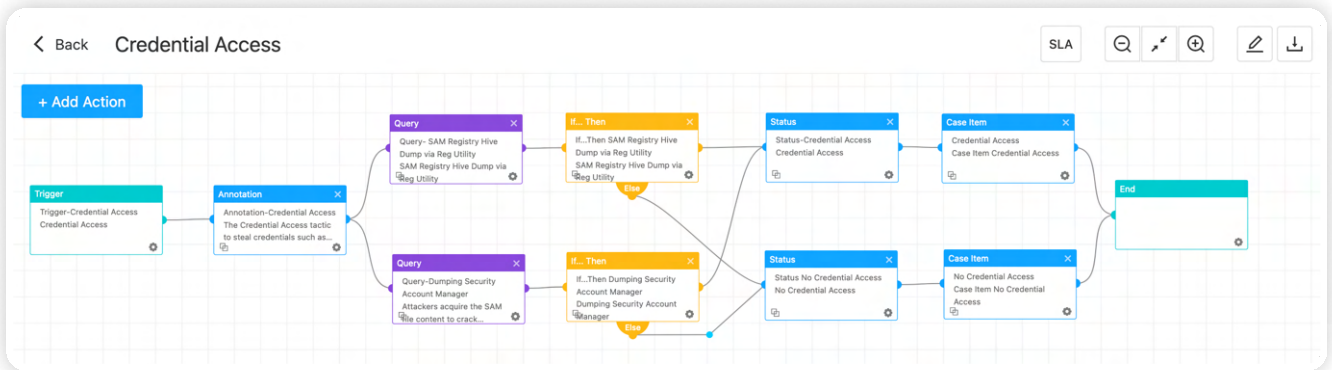 Back
Credential Access
SLA
+ Add Action
Trigger
Trigger-Credential Access
Credential Access
Annotation
Annotation-Credential Access
The Credential Access tactic
to steal credentials such as...
Query
Query- SAM Registry Hive
Dump via Reg Utility
SAM Registry Hive Dump via
Reg Utility
If... Then
If...Then SAM Registry Hive
Dump via Reg Utility
SAM Registry Hive Dump via
Reg Utility
Else
Status
Status-Credential Access
Credential Access
Case Item
Credential Access
Case Item Credential Access
End
Query
Query-Dumping Security
Account Manager
Attackers acquire the SAM
file content to crack...
If... Then
If...Then Dumping Security
Account Manager
Dumping Security Account
Manager
Else
Status
Status No Credential Access
No Credential Access
Case Item
No Credential Access
Case Item No Credential
Access